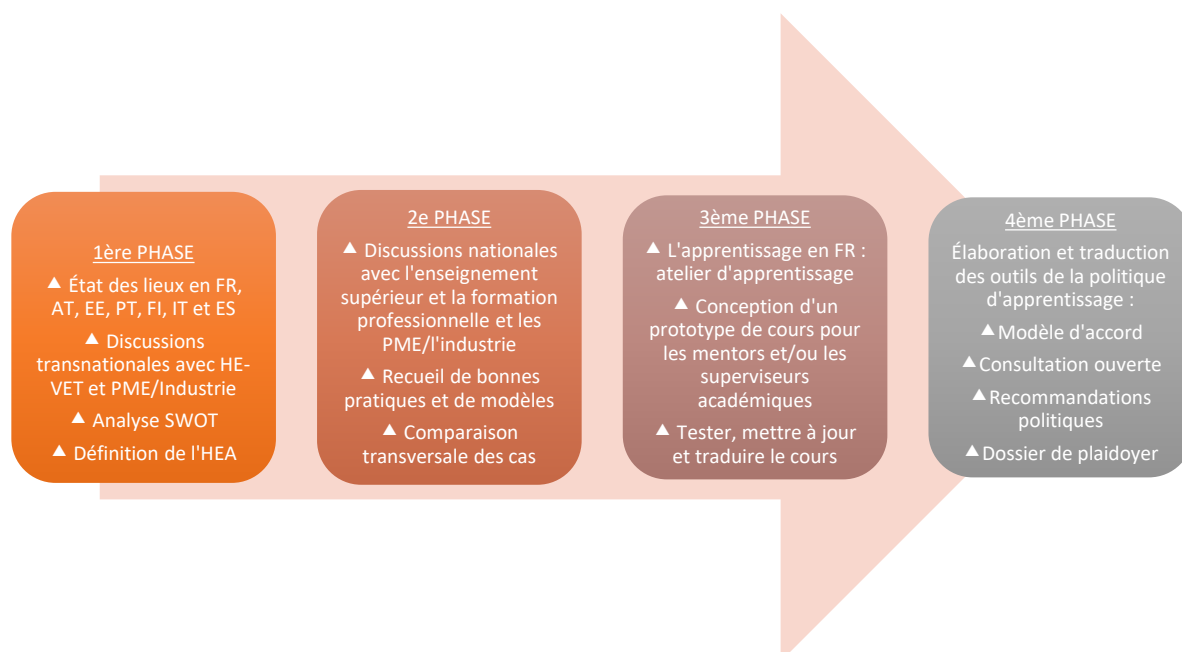 1ère PHASE
▲ État des lieux en FR,
AT, EE, PT, FI, IT et ES
▲ Discussions
transnationales avec HE-
VET et PME/Industrie
▲ Analyse SWOT
▲ Définition de l'HEA
2e PHASE
▲ Discussions nationales
avec l'enseignement
supérieur et la formation
professionnelle et les
PME/l'industrie
▲ Recueil de bonnes
pratiques et de modèles
▲ Comparaison
transversale des cas
3ème PHASE
▲ L'apprentissage en FR :
atelier d'apprentissage
▲ Conception d'un
prototype de cours pour
les mentors et/ou les
superviseurs
académiques
▲ Tester, mettre à jour
et traduire le cours
4ème PHASE
Élaboration et traduction
des outils de la politique
d'apprentissage :
▲ Modèle d'accord
▲ Consultation ouverte
▲ Recommandations
politiques
▲ Dossier de plaidoyer